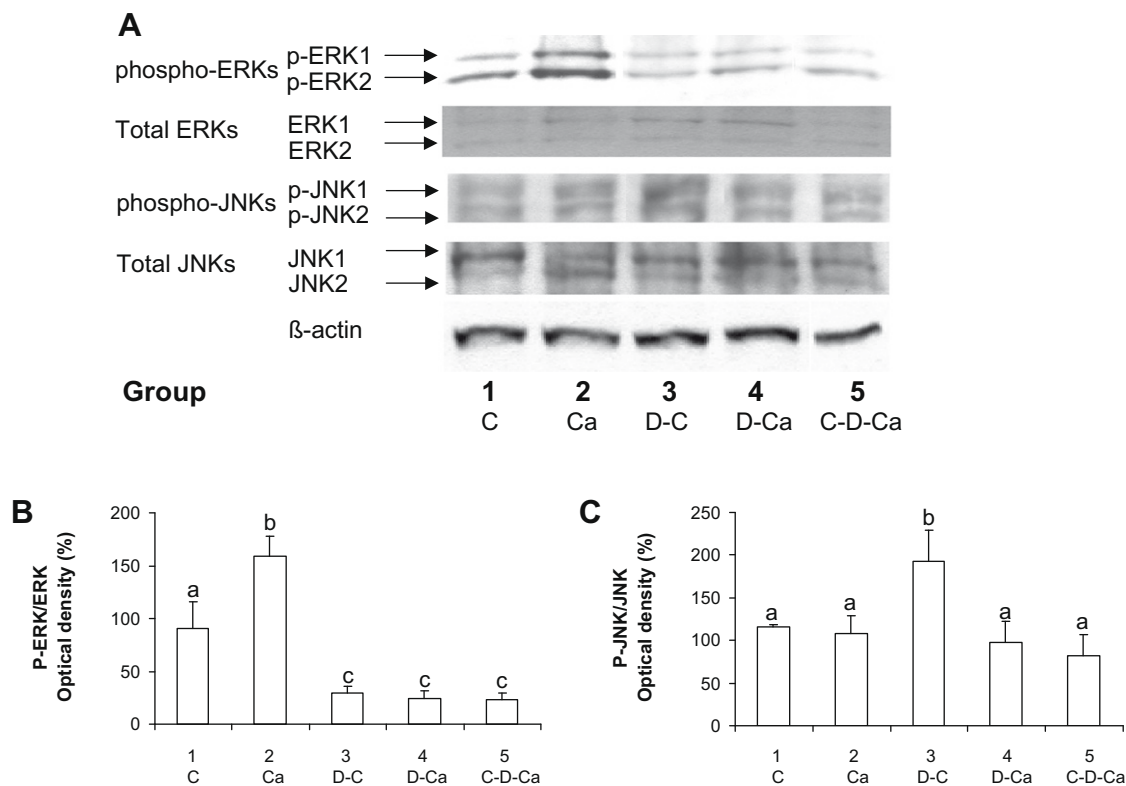 A
phospho-ERKs
p-ERK1
p-ERK2
Total ERKs
ERK1
ERK2
phospho-JNKs
p-JNK1
p-JNK2
Total JNKs
JNK1
JNK2
ß-actin
Group 1 2 3 4 5
C Ca D-C D-Ca C-D-Ca
B
P-ERK/ERK
Optical density (%)
200
150
100
50
0
a b c c c
1 2 3 4 5
C Ca D-C D-Ca C-D-Ca
C
P-JNK/JNK
Optical density (%)
250
200
150
100
50
0
a a b a a
1 2 3 4 5
C Ca D-C D-Ca C-D-Ca